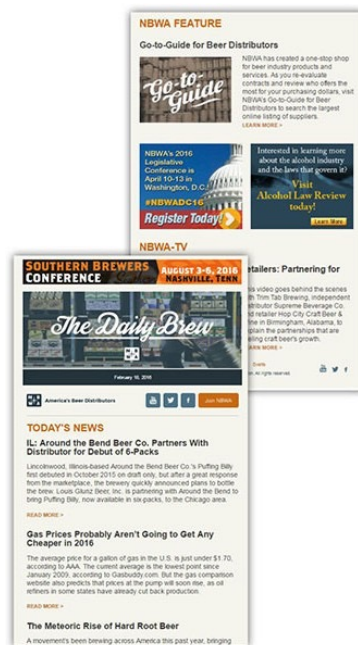 NBWA FEATURE
Go-to-Guide for Beer Distributors
Go-to-
Guide
NBWA has created a one-stop shop
for beer industry products and
services. As you re-evaluate
contracts and review who offers the
most for your purchasing dollars, visit
NBWA's Go-to-Guide for Beer
Distributors to search the largest
online listing of suppliers.
LEARN MORE >
NBWA's 2016
Legislative
Conference is
April 10-13 in
Washington, D.C.!
#NBWADC16
Register Today!
Interested in learning more
about the alcohol industry
and the laws that govern it?
Visit
Alcohol Law Review
today!
Learn More
NBWA-TV
etailers: Partnering for
is video goes behind the scenes
th Trim Tab Brewing, independent
stributor Supreme Beverage Co.
nd retailer Hop City Craft Beer &
ine in Birmingham, Alabama, to
plain the partnerships that are
eling craft beer's growth.
ARN MORE >
Events
All rights reserved.
SOUTHERN BREWERS
CONFERENCE
AUGUST 3-6, 2016
NASHVILLE, TENN
The Daily Brew
February 16, 2016
America's Beer Distributors
Join NBWA
TODAY'S NEWS
IL: Around the Bend Beer Co. Partners With
Distributor for Debut of 6-Packs
Lincolnwood, Illinois-based Around the Bend Beer Co.'s Puffing Billy
first debuted in October 2015 on draft only, but after a great response
from the marketplace, the brewery quickly announced plans to bottle
the brew. Louis Glunz Beer, Inc. is partnering with Around the Bend to
bring Puffing Billy, now available in six-packs, to the Chicago area.
READ MORE >
Gas Prices Probably Aren't Going to Get Any
Cheaper in 2016
The average price for a gallon of gas in the U.S. is just under $1.70,
according to AAA. The current average is the lowest point since
January 2009, according to Gasbuddy.com. But the gas comparison
website also predicts that prices at the pump will soon rise, as oil
refiners in some states have already cut back production.
READ MORE >
The Meteoric Rise of Hard Root Beer
A movement's been brewing across America this past year, bringing